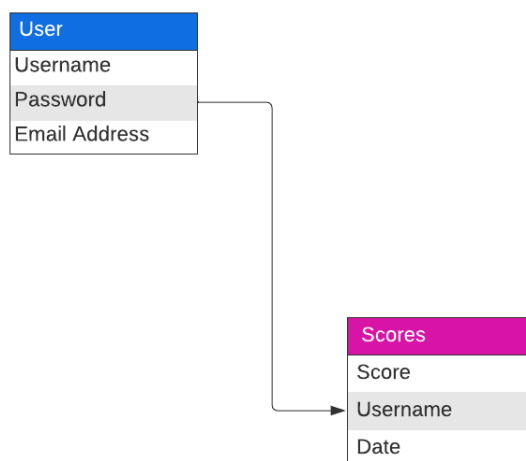 User
Username
Password
Email Address
Scores
Score
Username
Date